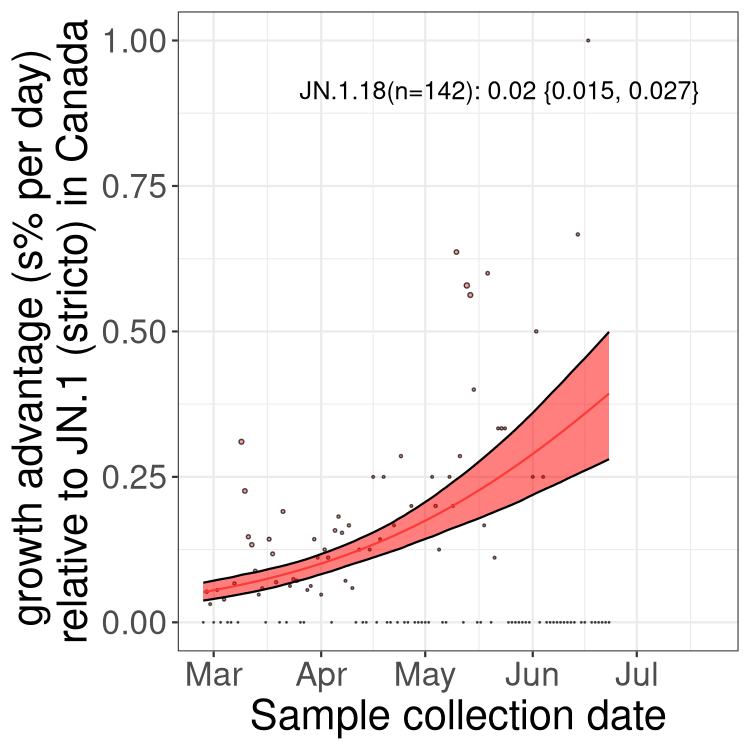 growth advantage (s% per day)
relative to JN.1 (stricto) in Canada
1.00
0.75
0.50
0.25
0.00
JN.1.18(n=142): 0.02 {0.015, 0.027}
Mar Apr May Jun Jul
Sample collection date